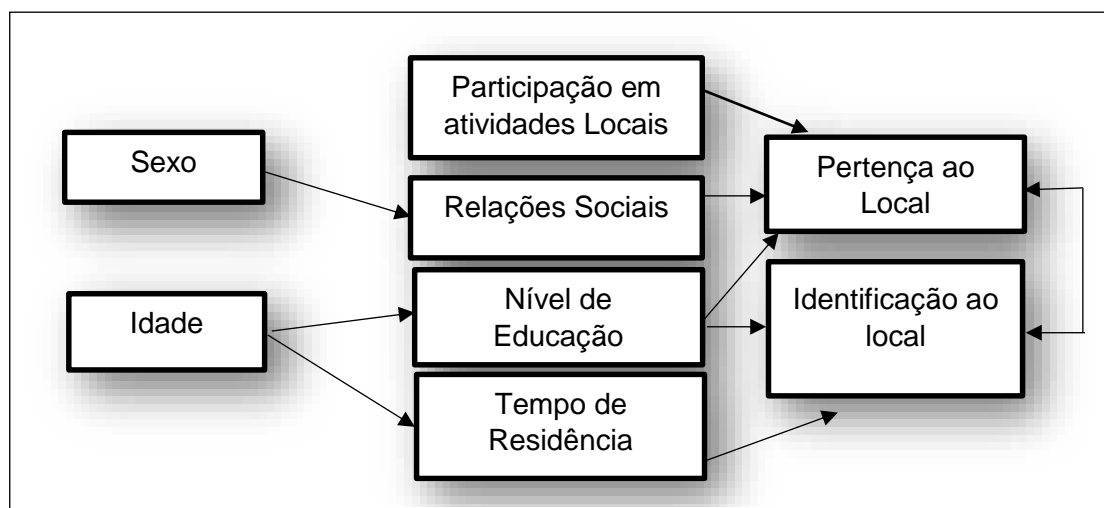 Sexo
Idade
Participação em
atividades Locais
Relações Sociais
Nível de
Educação
Tempo de
Residência
Pertença ao
Local
Identificação ao
local